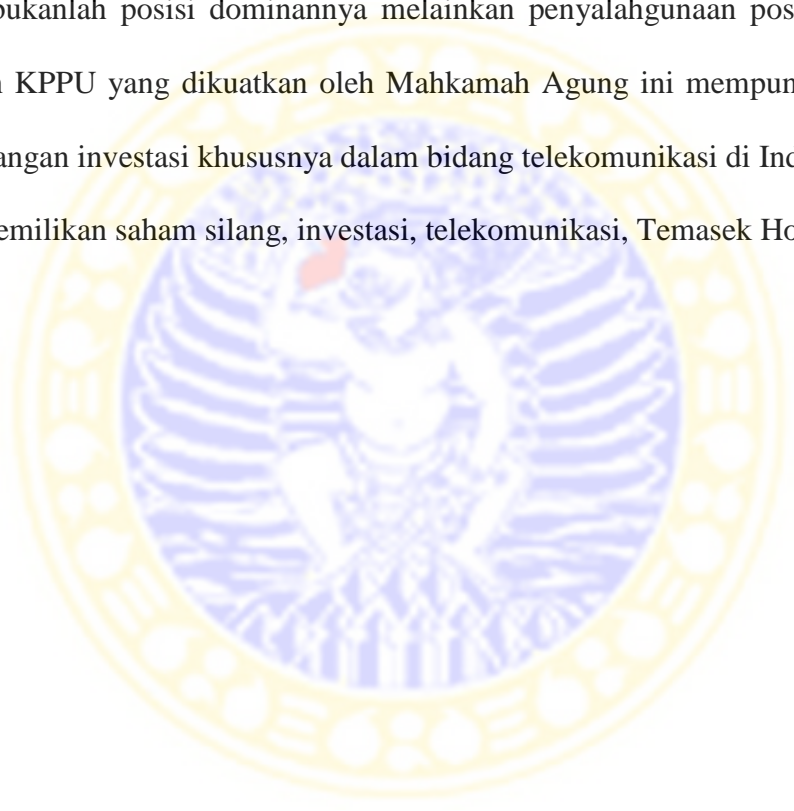 bukanlah posisi dominannya melainkan penyalahgunaan pos
KPPU yang dikuatkan oleh Mahkamah Agung ini mempun
angan investasi khususnya dalam bidang telekomunikasi di Ind
emilikan saham silang, investasi, telekomunikasi, Temasek Ho